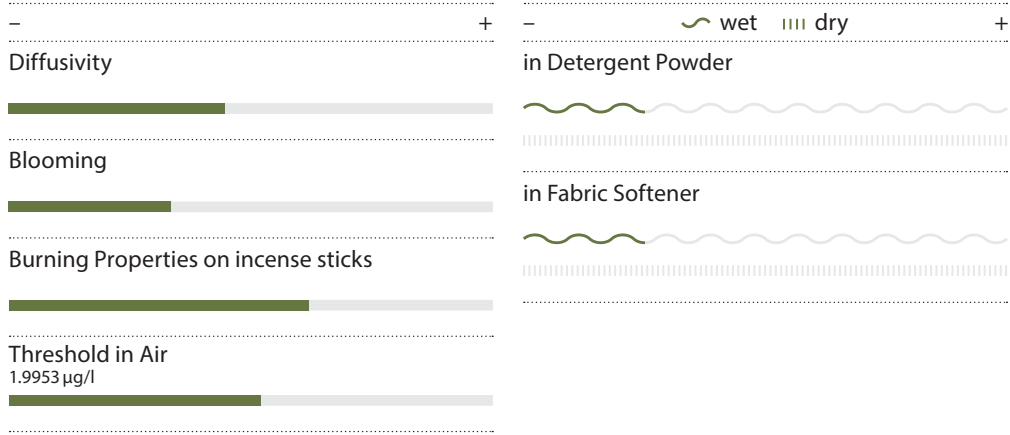 – +
Diffusivity
Blooming
Burning Properties on incense sticks
Threshold in Air
1.9953 µg/l
– wet dry +
in Detergent Powder
in Fabric Softener